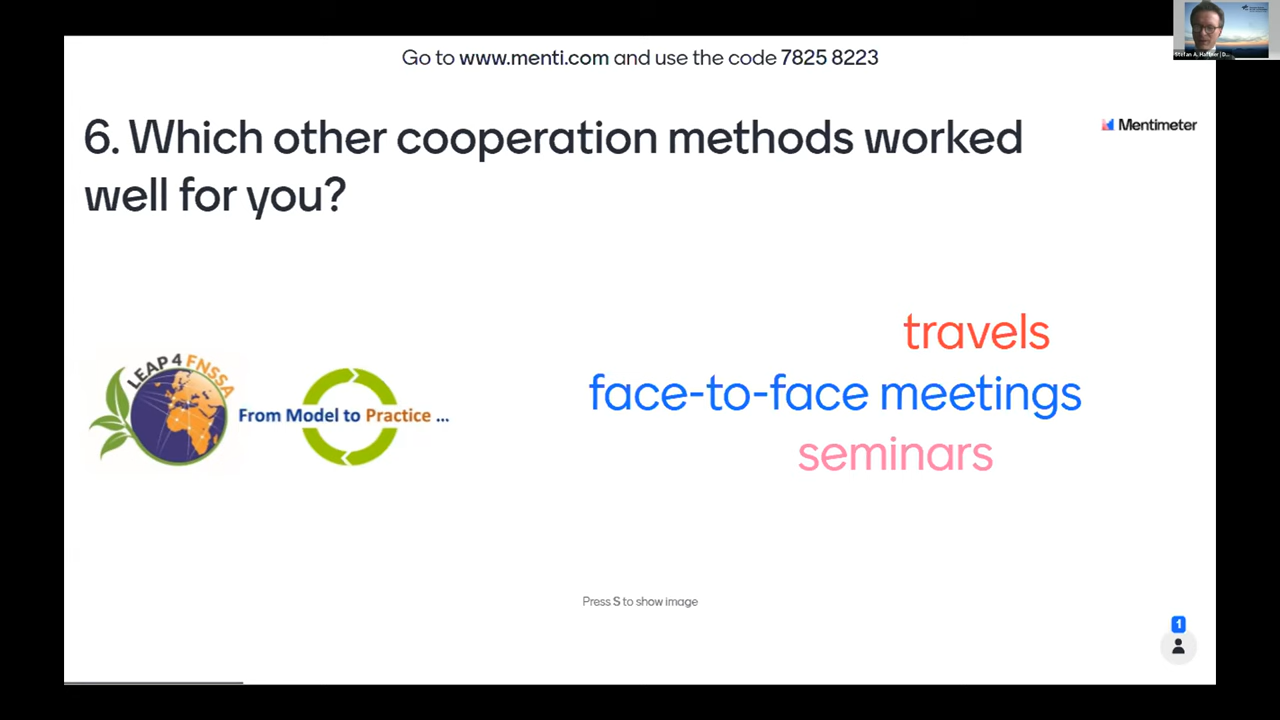 Go to www.menti.com and use the code 7825 8223
6. Which other cooperation methods worked
well for you?
Mentimeter
travels
face-to-face meetings
seminars
LEAP 4 FNSSA
From Model to Practice ...
Press S to show image
1